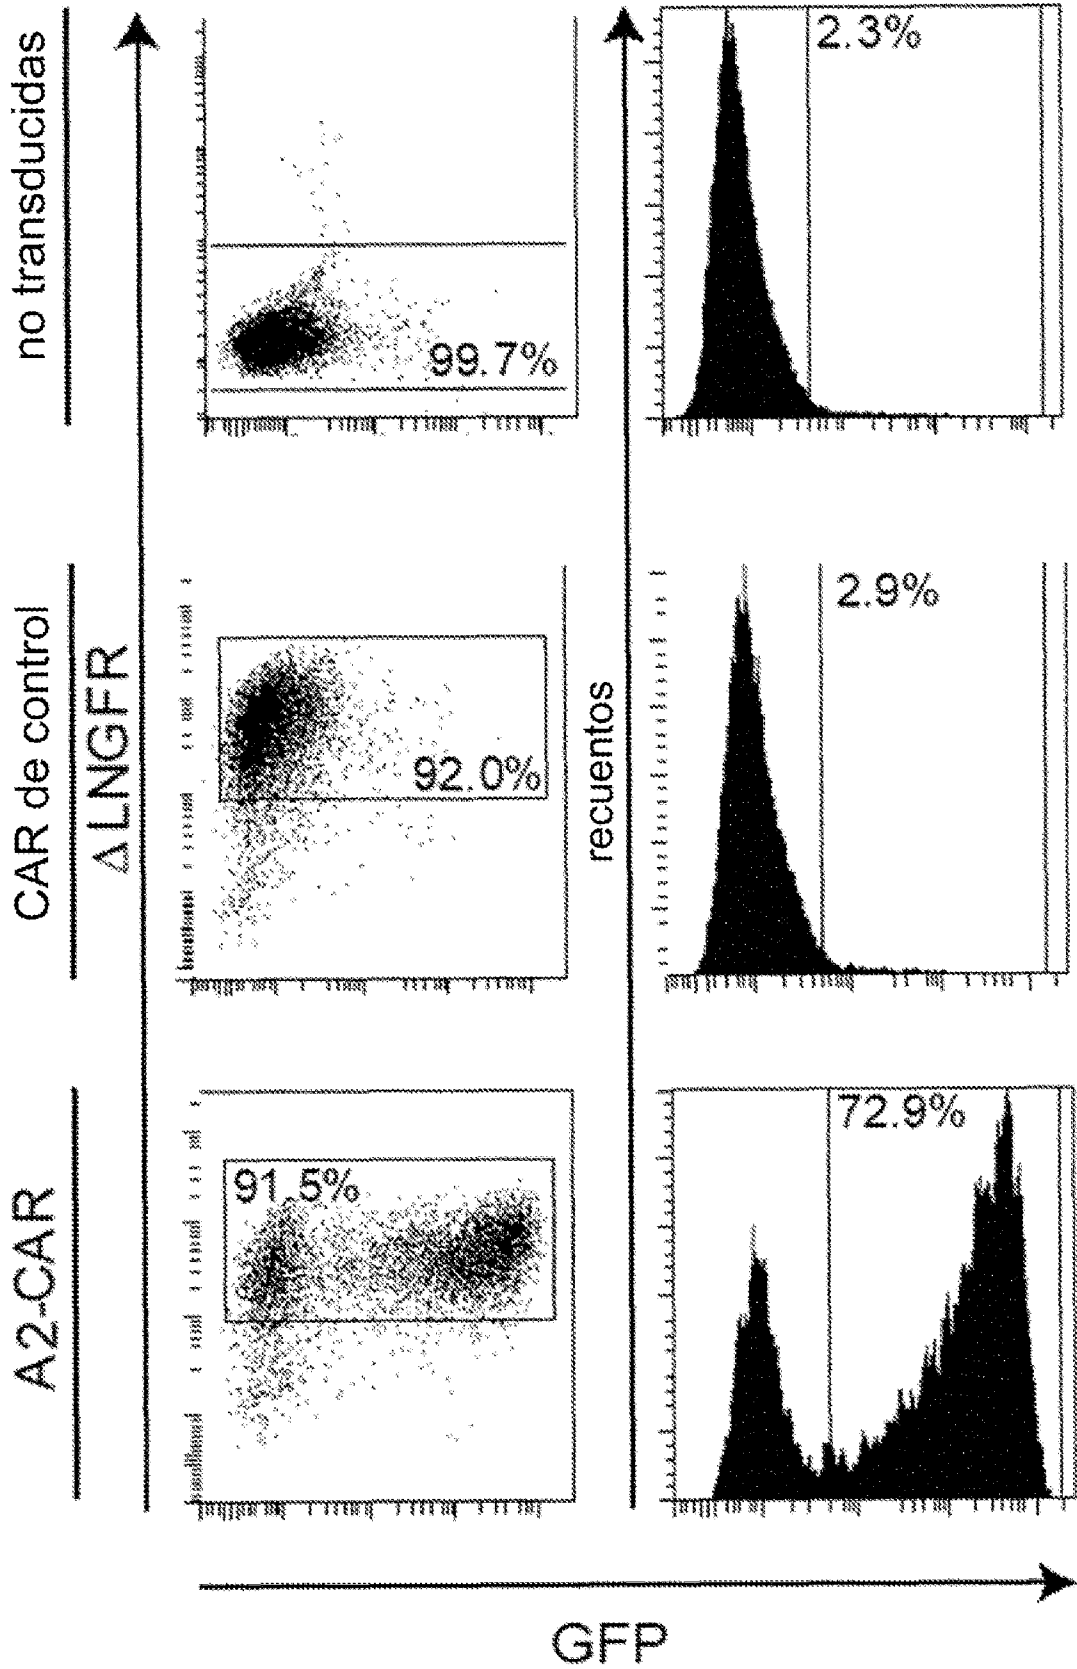 no transducidas
99.7%
2.3%
CAR de control
Δ LNGFR
92.0%
recuentos
2.9%
A2-CAR
91.5%
72.9%
GFP